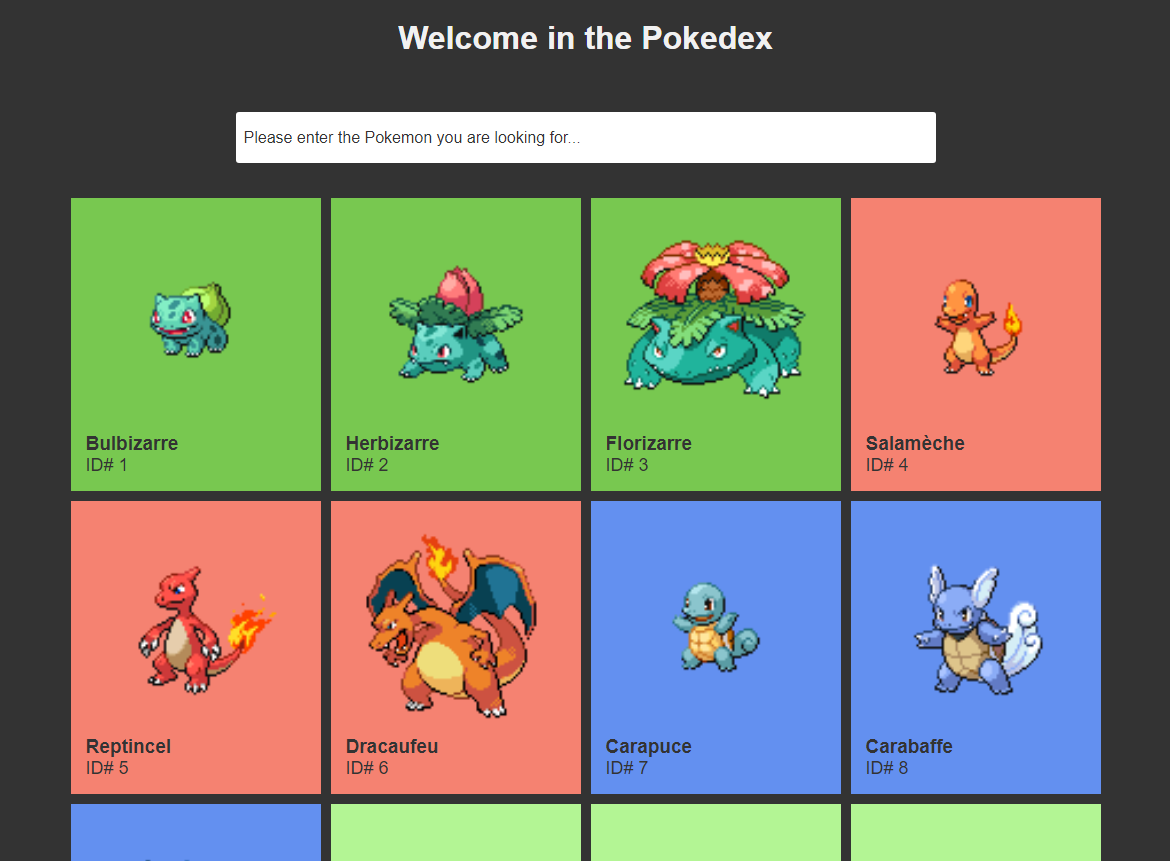 Welcome in the Pokedex
Please enter the Pokemon you are looking for...
Bulbizarre
ID# 1
Herbizarre
ID# 2
Florizarre
ID# 3
Salamèche
ID# 4
Reptincel
ID# 5
Dracaufeu
ID# 6
Carapuce
ID# 7
Carabaffe
ID# 8